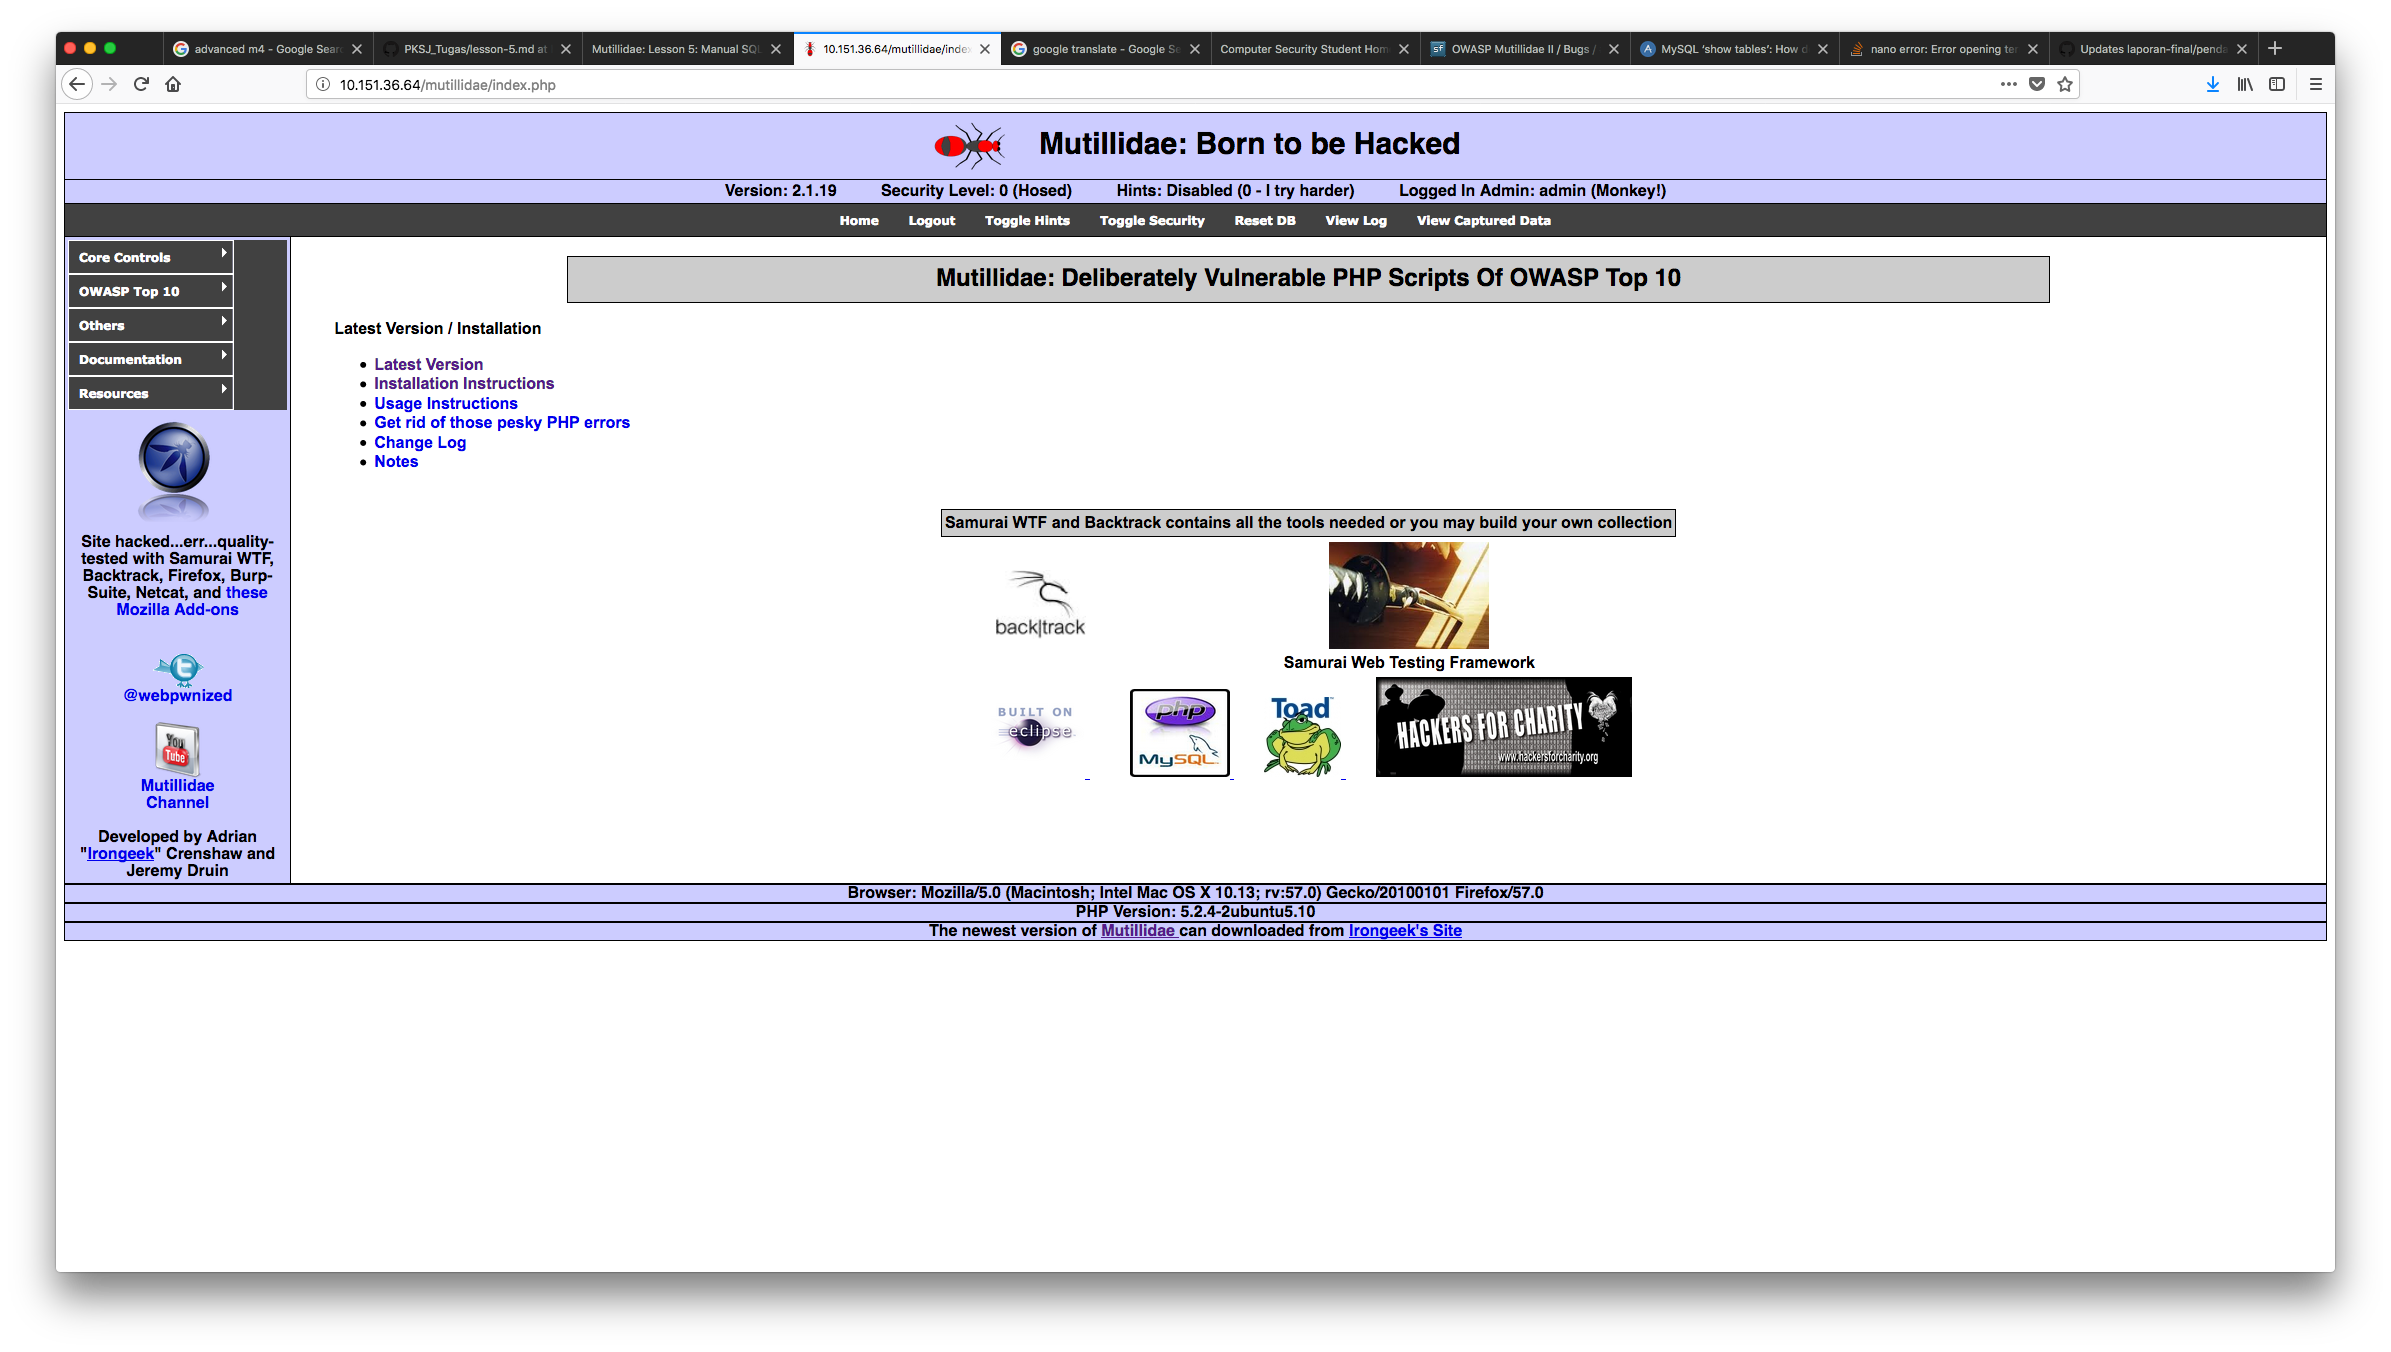 advanced m4 - Google Sear
PKSJ_Tugas/lesson-5.md at
Mutillidae: Lesson 5: Manual SQL
10.151.36.64/mutillidae/index
google translate - Google Se
Computer Security Student Hom
OWASP Mutillidae II / Bugs /
MySQL 'show tables': How d
nano error: Error opening ter
Updates laporan-final/penda
10.151.36.64/mutillidae/index.php
Mutillidae: Born to be Hacked
Version: 2.1.19 Security Level: 0 (Hosed) Hints: Disabled (0 - I try harder) Logged In Admin: admin (Monkey!)
Home Logout Toggle Hints Toggle Security Reset DB View Log View Captured Data
Core Controls
OWASP Top 10
Others
Documentation
Resources
Site hacked...err...quality-
tested with Samurai WTF,
Backtrack, Firefox, Burp-
Suite, Netcat, and these
Mozilla Add-ons
@webpwnized
You
Tube
Mutillidae
Channel
Developed by Adrian
"Irongeek" Crenshaw and
Jeremy Druin
Mutillidae: Deliberately Vulnerable PHP Scripts Of OWASP Top 10
Latest Version / Installation
Latest Version
Installation Instructions
Usage Instructions
Get rid of those pesky PHP errors
Change Log
Notes
Samurai WTF and Backtrack contains all the tools needed or you may build your own collection
back|track
Samurai Web Testing Framework
BUILT ON
eclipse
php
MySQL
Toad
HACKERS FOR CHARITY
www.hackersforcharity.org
Browser: Mozilla/5.0 (Macintosh; Intel Mac OS X 10.13; rv:57.0) Gecko/20100101 Firefox/57.0
PHP Version: 5.2.4-2ubuntu5.10
The newest version of Mutillidae can downloaded from Irongeek's Site